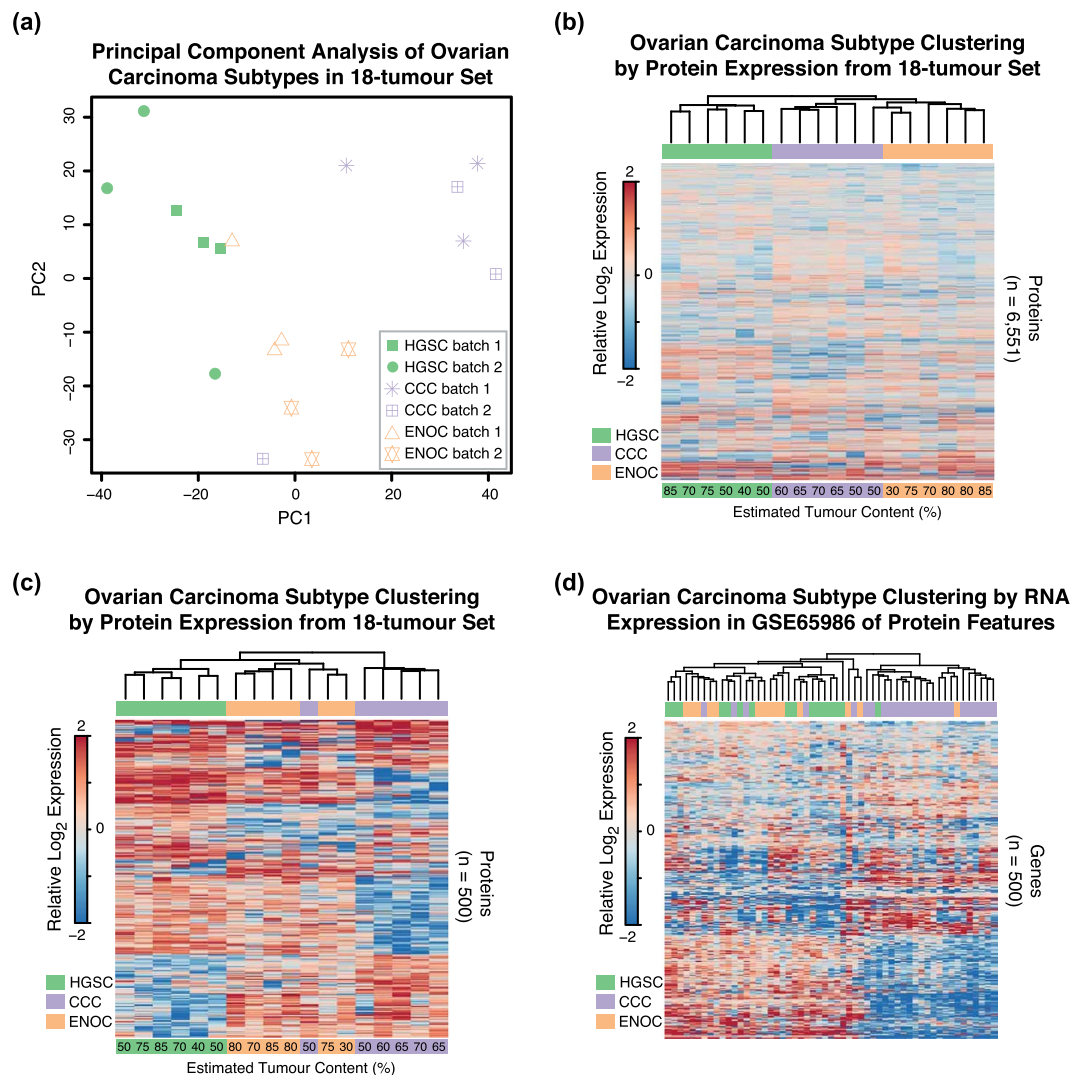 (a)
Principal Component Analysis of Ovarian
Carcinoma Subtypes in 18-tumour Set
30
20
10
0
−10
−20
−30
PC2
−40
−20
0
20
40
PC1
HGSC batch 1
HGSC batch 2
CCC batch 1
CCC batch 2
ENOC batch 1
ENOC batch 2
(b)
Ovarian Carcinoma Subtype Clustering
by Protein Expression from 18-tumour Set
2
0
−2
Relative Log2 Expression
Proteins
(n = 6,551)
HGSC
CCC
ENOC
85 70 75 50 40 50 60 65 70 65 50 50 30 75 70 80 80 85
Estimated Tumour Content (%)
(c)
Ovarian Carcinoma Subtype Clustering
by Protein Expression from 18-tumour Set
2
0
−2
Relative Log2 Expression
Proteins
(n = 500)
HGSC
CCC
ENOC
50 75 85 70 40 50 80 70 85 80 50 75 30 50 60 65 70 65
Estimated Tumour Content (%)
(d)
Ovarian Carcinoma Subtype Clustering by RNA
Expression in GSE65986 of Protein Features
2
0
−2
Relative Log2 Expression
Genes
(n = 500)
HGSC
CCC
ENOC